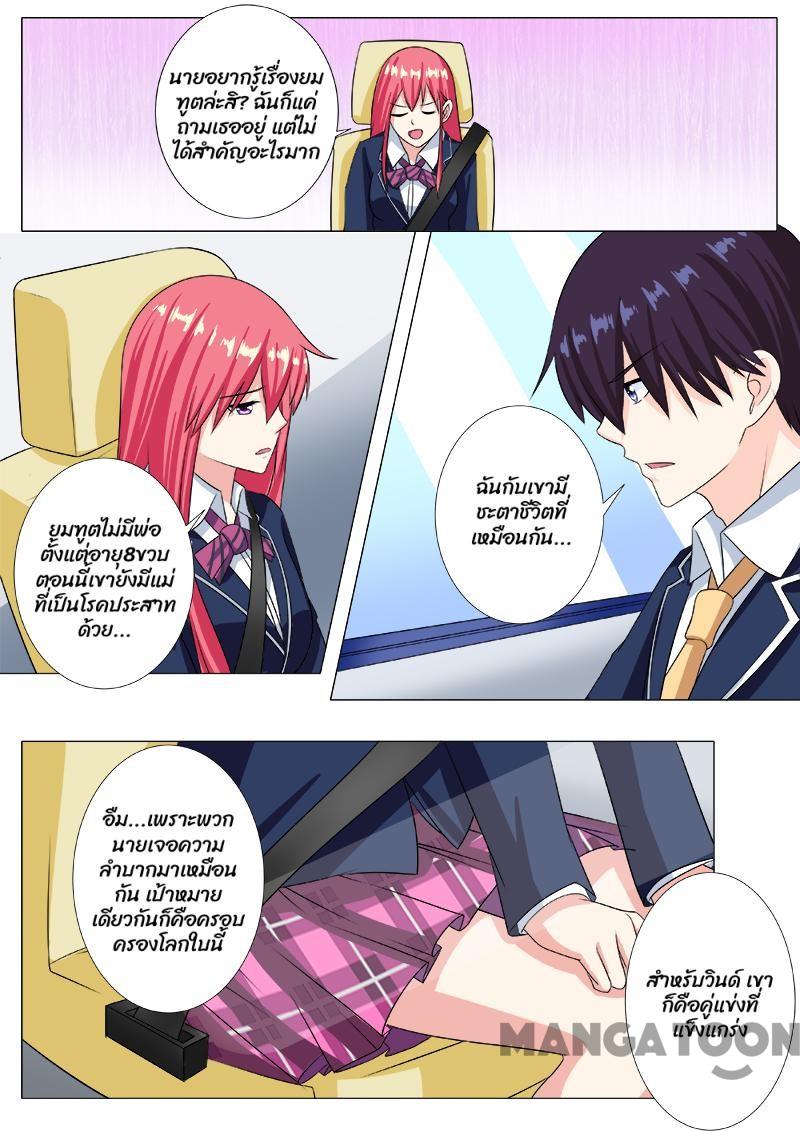 นายอยากรู้เรื่องยม
ทูตล่ะสิ? ฉันก็แค่
ถามเธออยู่ แต่ไม่
ได้สำคัญอะไรมาก
ยมทูตไม่มีพ่อ
ตั้งแต่อายุ8ขวบ
ตอนนี้เขายังมีแม่
ที่เป็นโรคประสาท
ด้วย...
ฉันกับเขามี
ชะตาชีวิตที่
เหมือนกัน...
อืม...เพราะพวก
นายเจอความ
ลำบากมาเหมือน
กัน เป้าหมาย
เดียวกันก็คือครอบ
ครองโลกใบนี้
สำหรับวินด์ เขา
ก็คือคู่แข่งที่
แข็งแกร่ง
MANGATOON